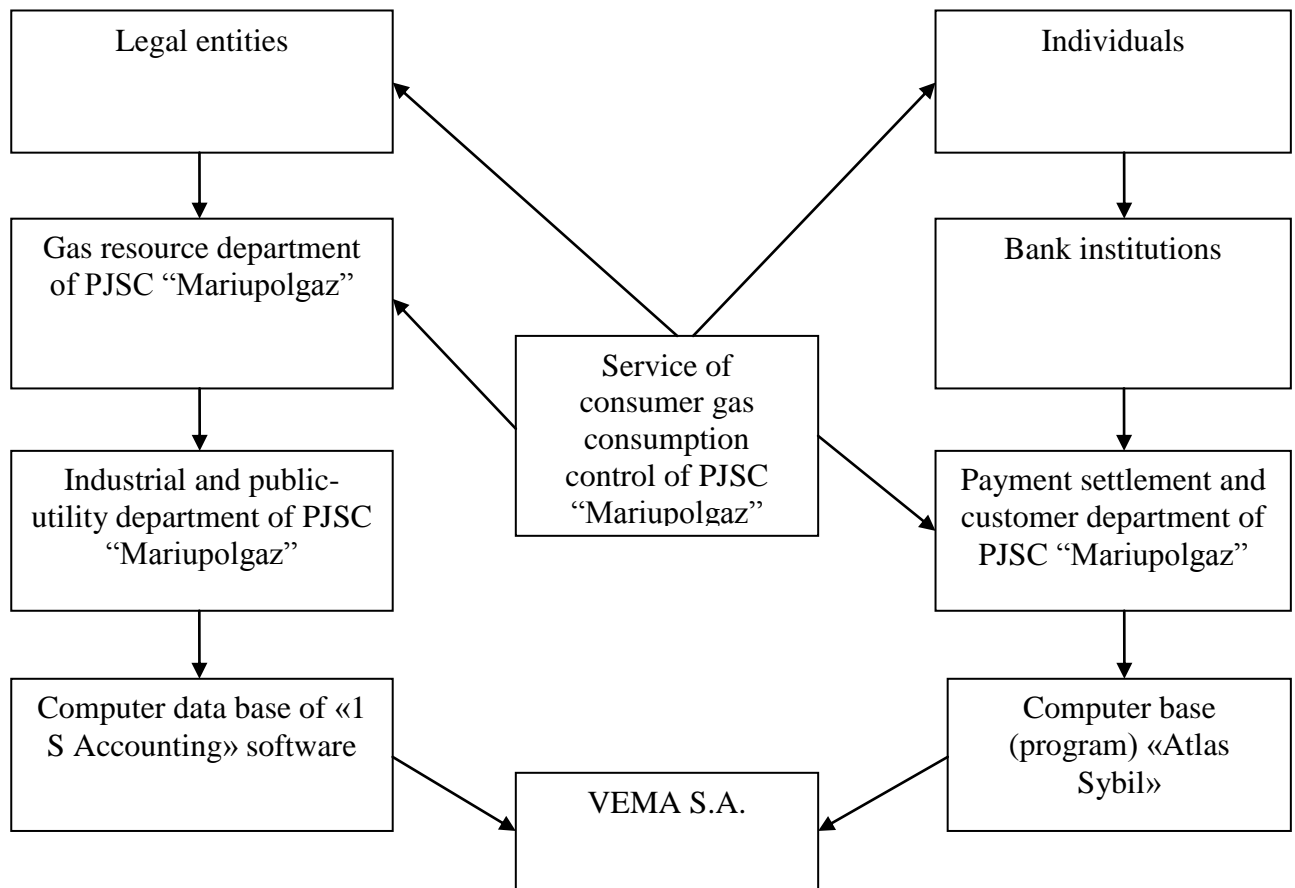 Legal entities
Individuals
Gas resource department
of PJSC “Mariupolgaz”
Bank institutions
Service of
consumer gas
consumption
control of PJSC
“Mariupolgaz”
Industrial and public-
utility department of PJSC
“Mariupolgaz”
Payment settlement and
customer department of
PJSC “Mariupolgaz”
Computer data base of «1
S Accounting» software
Computer base
(program) «Atlas
Sybil»
VEMA S.A.